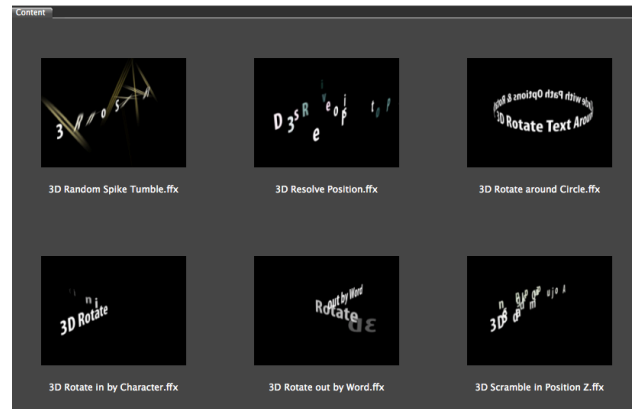 Content
3D Random Spike Tumble.ffx
3D Resolve Position.ffx
3D Rotate around Circle.ffx
3D Rotate Text Arou
3D Rotate in by Character.ffx
3D Rotate out by Word.ffx
3D Scramble in Position Z.ffx
3D Rotate
out by Word
Rotate
3D